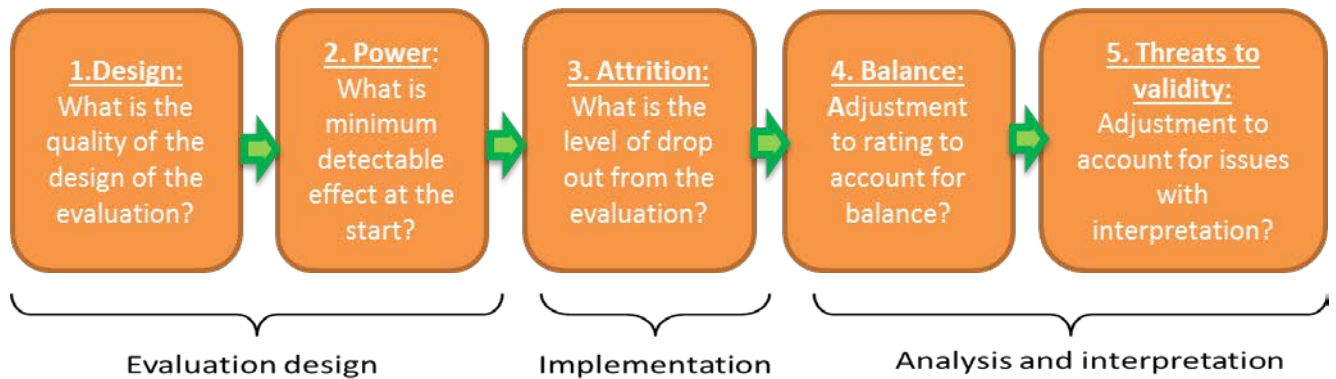 1.Design:
What is the
quality of the
design of the
evaluation?
2. Power:
What is
minimum
detectable
effect at the
start?
3. Attrition:
What is the
level of drop
out from the
evaluation?
4. Balance:
Adjustment
to rating to
account for
balance?
5. Threats to
validity:
Adjustment to
account for issues
with
interpretation?
Evaluation design
Implementation
Analysis and interpretation